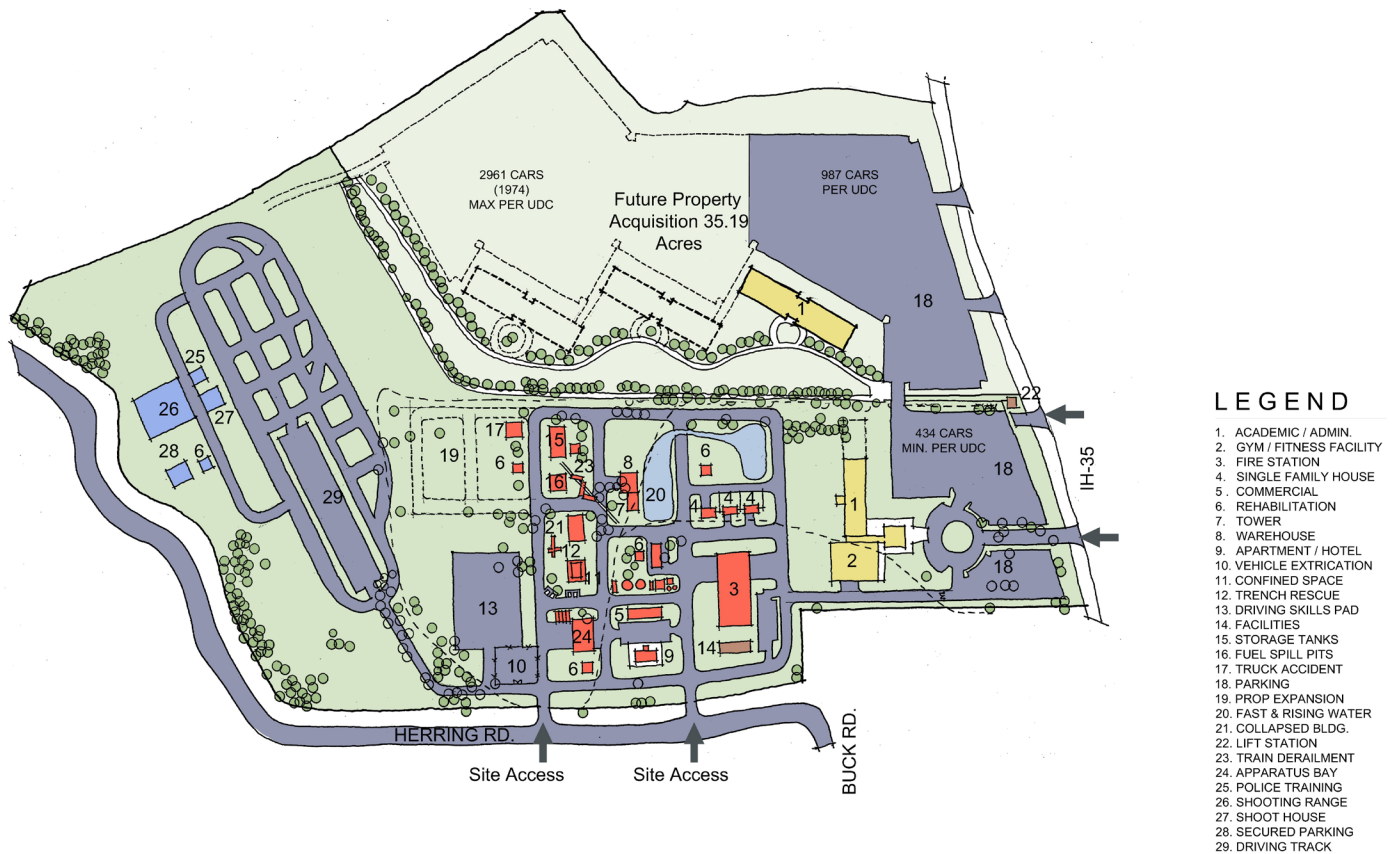 2961 CARS
(1974)
MAX PER UDC
Future Property
Acquisition 35.19
Acres
987 CARS
PER UDC
18
1
25
26
27
28
6
29
22
434 CARS
MIN. PER UDC
18
IH-35
17
15
19
6
23
16
8
9
7
20
6
4
4
4
1
21
12
11
6
2
18
3
13
5
24
14
10
6
9
HERRING RD.
BUCK RD.
Site Access
Site Access
LEGEND
1. ACADEMIC / ADMIN.
2. GYM / FITNESS FACILITY
3. FIRE STATION
4. SINGLE FAMILY HOUSE
5 . COMMERCIAL
6. REHABILITATION
7. TOWER
8. WAREHOUSE
9. APARTMENT / HOTEL
10. VEHICLE EXTRICATION
11. CONFINED SPACE
12. TRENCH RESCUE
13. DRIVING SKILLS PAD
14. FACILITIES
15. STORAGE TANKS
16. FUEL SPILL PITS
17. TRUCK ACCIDENT
18. PARKING
19. PROP EXPANSION
20. FAST & RISING WATER
21. COLLAPSED BLDG.
22. LIFT STATION
23. TRAIN DERAILMENT
24. APPARATUS BAY
25. POLICE TRAINING
26. SHOOTING RANGE
27. SHOOT HOUSE
28. SECURED PARKING
29. DRIVING TRACK